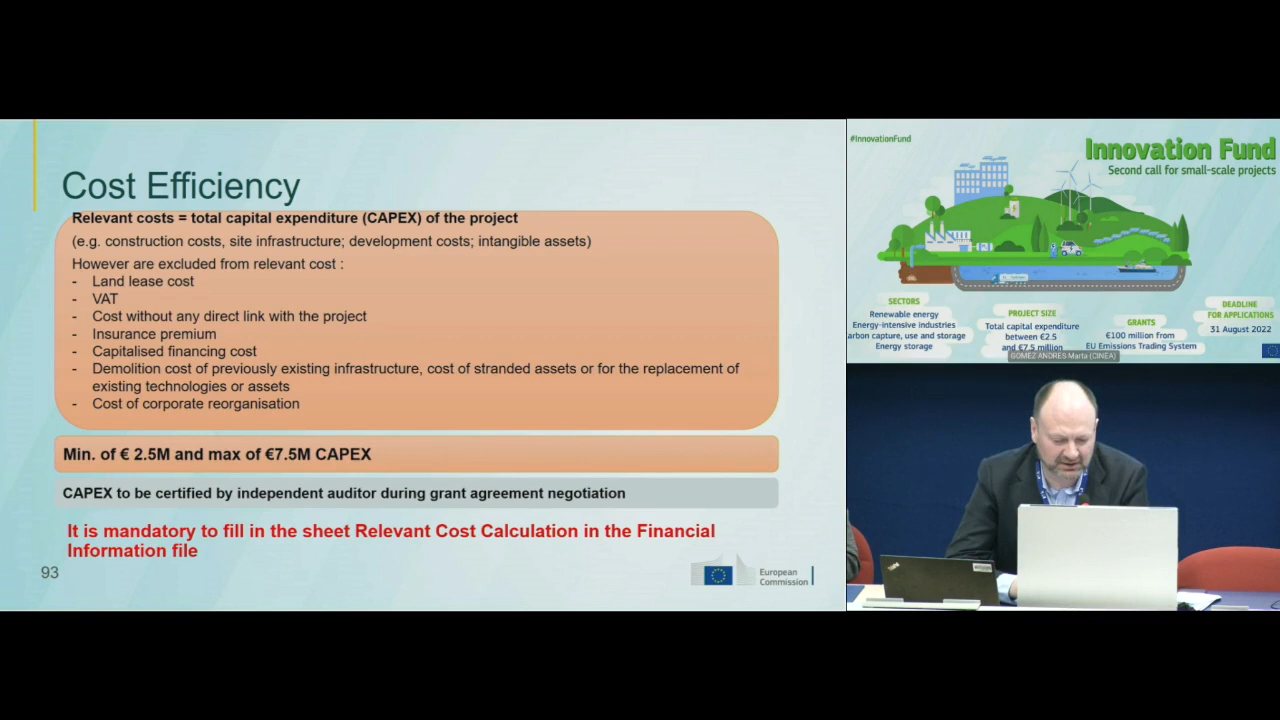 Cost Efficiency
Relevant costs = total capital expenditure (CAPEX) of the project
(e.g. construction costs, site infrastructure; development costs; intangible assets)
However are excluded from relevant cost :
- Land lease cost
- VAT
- Cost without any direct link with the project
- Insurance premium
- Capitalised financing cost
- Demolition cost of previously existing infrastructure, cost of stranded assets or for the replacement of
existing technologies or assets
- Cost of corporate reorganisation
Min. of € 2.5M and max of €7.5M CAPEX
CAPEX to be certified by independent auditor during grant agreement negotiation
It is mandatory to fill in the sheet Relevant Cost Calculation in the Financial
Information file
93
European
Commission
#InnovationFund
Innovation Fund
Second call for small-scale projects
SECTORS
Renewable energy
Energy-intensive industries
arbon capture, use and storage
Energy storage
PROJECT SIZE
Total capital expenditure
between €2.5
and €7.5 million
GRANTS
€100 million from
EU Emissions Trading System
DEADLINE
FOR APPLICATIONS
31 August 2022
GOMEZ ANDRES Marta (CINEA)